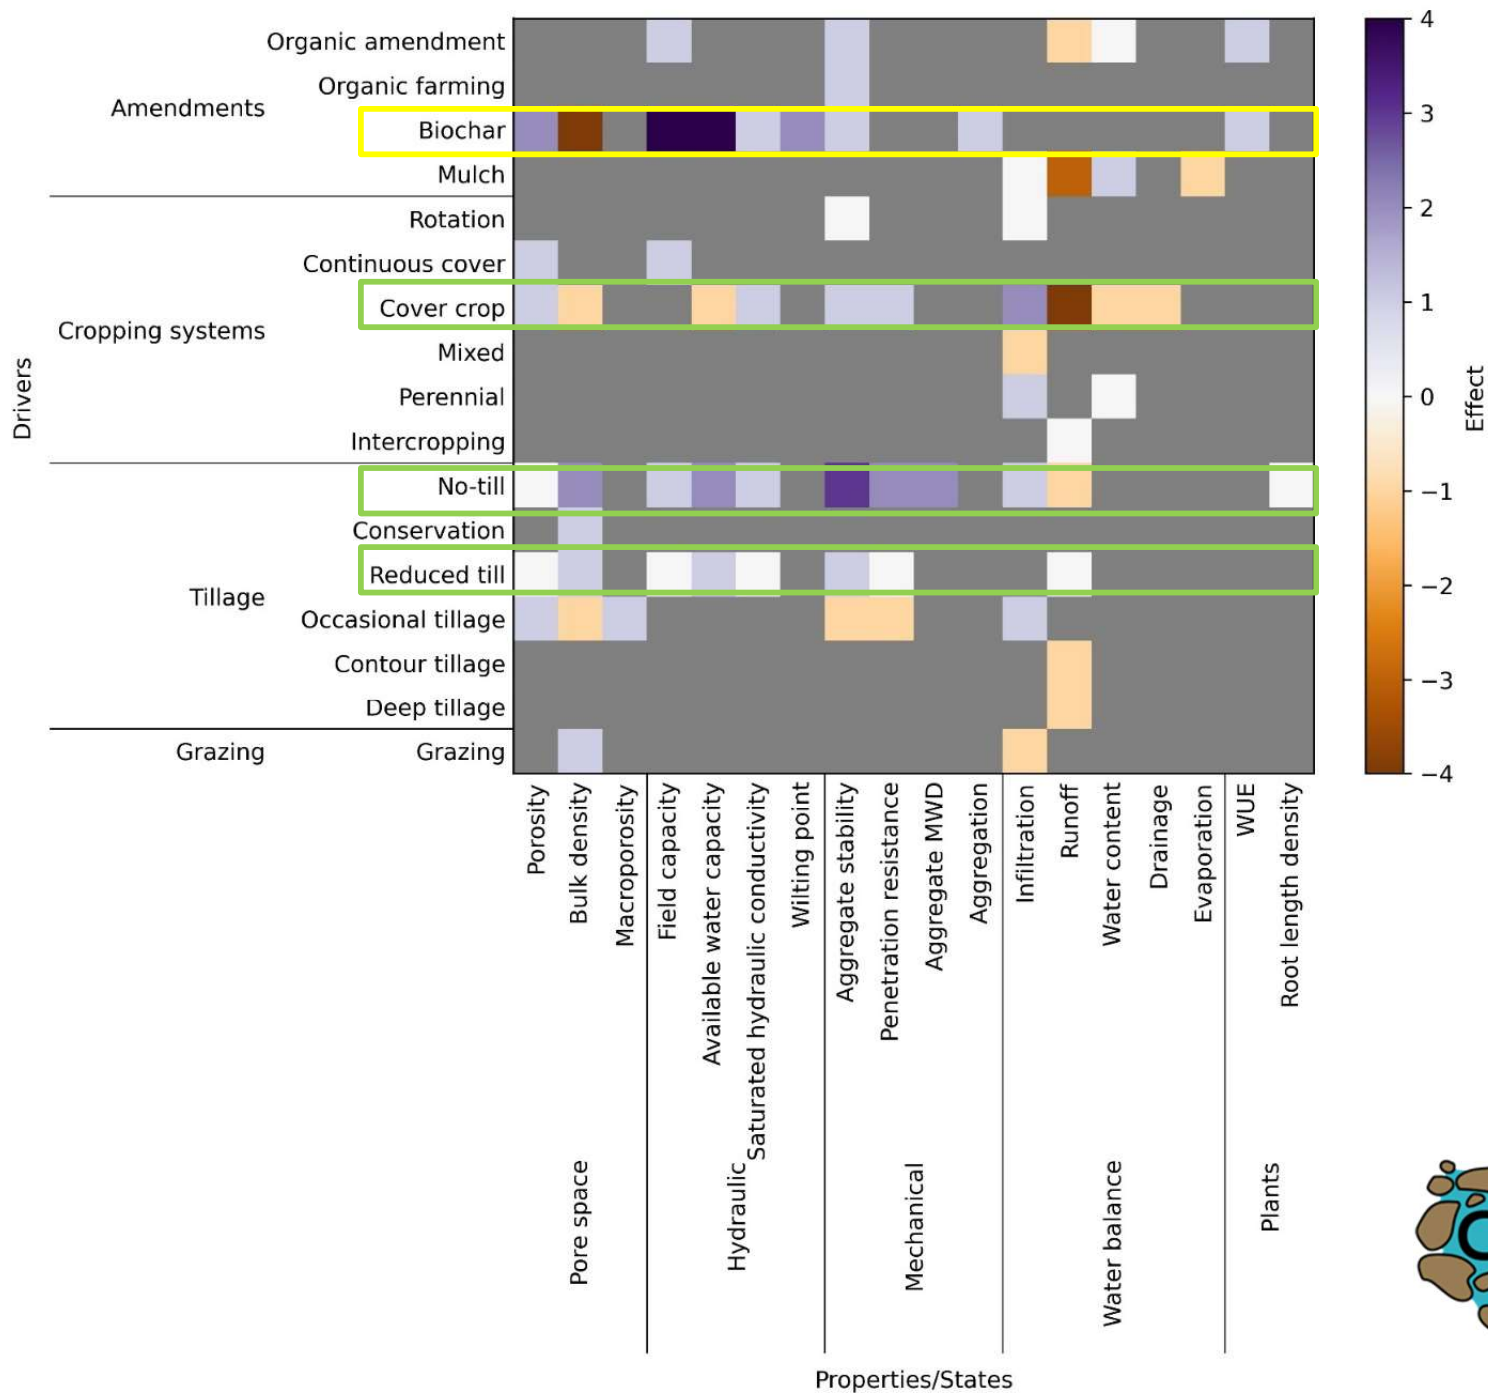 Drivers
Amendments
Organic amendment
Organic farming
Biochar
Mulch
Cropping systems
Rotation
Continuous cover
Cover crop
Mixed
Perennial
Intercropping
Tillage
No-till
Conservation
Reduced till
Occasional tillage
Contour tillage
Deep tillage
Grazing
Grazing
Porosity
Bulk density
Macroporosity
Field capacity
Available water capacity
Saturated hydraulic conductivity
Wilting point
Aggregate stability
Penetration resistance
Aggregate MWD
Aggregation
Infiltration
Runoff
Water content
Drainage
Evaporation
WUE
Root length density
Pore space
Hydraulic
Mechanical
Water balance
Plants
Properties/States
4
3
2
1
0
−1
−2
−3
−4
Effect